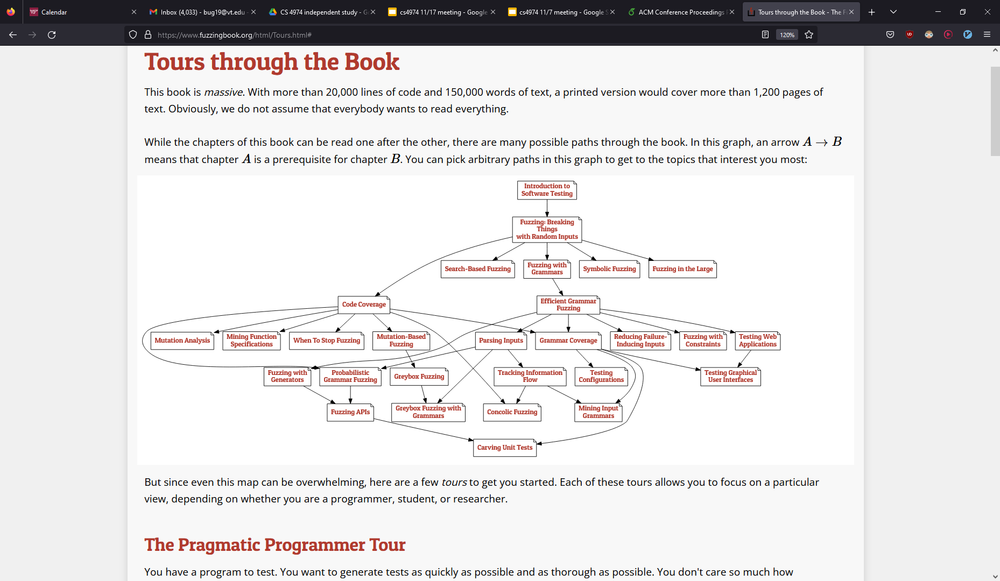 Calendar
Inbox (4,033) - bug19@vt.edu -
CS 4974 independent study - G
cs4974 11/17 meeting - Google
cs4974 11/7 meeting - Google S
ACM Conference Proceedings
Tours through the Book - The F
https://www.fuzzingbook.org/html/Tours.html#
120%
Tours through the Book
This book is massive. With more than 20,000 lines of code and 150,000 words of text, a printed version would cover more than 1,200 pages of
text. Obviously, we do not assume that everybody wants to read everything.
While the chapters of this book can be read one after the other, there are many possible paths through the book. In this graph, an arrow A → B
means that chapter A is a prerequisite for chapter B. You can pick arbitrary paths in this graph to get to the topics that interest you most:
Introduction to
Software Testing
Fuzzing: Breaking
Things
with Random Inputs
Search-Based Fuzzing
Fuzzing with
Grammars
Symbolic Fuzzing
Fuzzing in the Large
Code Coverage
Efficient Grammar
Fuzzing
Mutation Analysis
Mining Function
Specifications
When To Stop Fuzzing
Mutation-Based
Fuzzing
Parsing Inputs
Grammar Coverage
Reducing Failure-
Inducing Inputs
Fuzzing with
Constraints
Testing Web
Applications
Fuzzing with
Generators
Probabilistic
Grammar Fuzzing
Greybox Fuzzing
Tracking Information
Flow
Testing
Configurations
Testing Graphical
User Interfaces
Fuzzing APIs
Greybox Fuzzing with
Grammars
Concolic Fuzzing
Mining Input
Grammars
Carving Unit Tests
But since even this map can be overwhelming, here are a few tours to get you started. Each of these tours allows you to focus on a particular
view, depending on whether you are a programmer, student, or researcher.
The Pragmatic Programmer Tour
You have a program to test. You want to generate tests as quickly as possible and as thorough as possible. You don't care so much how